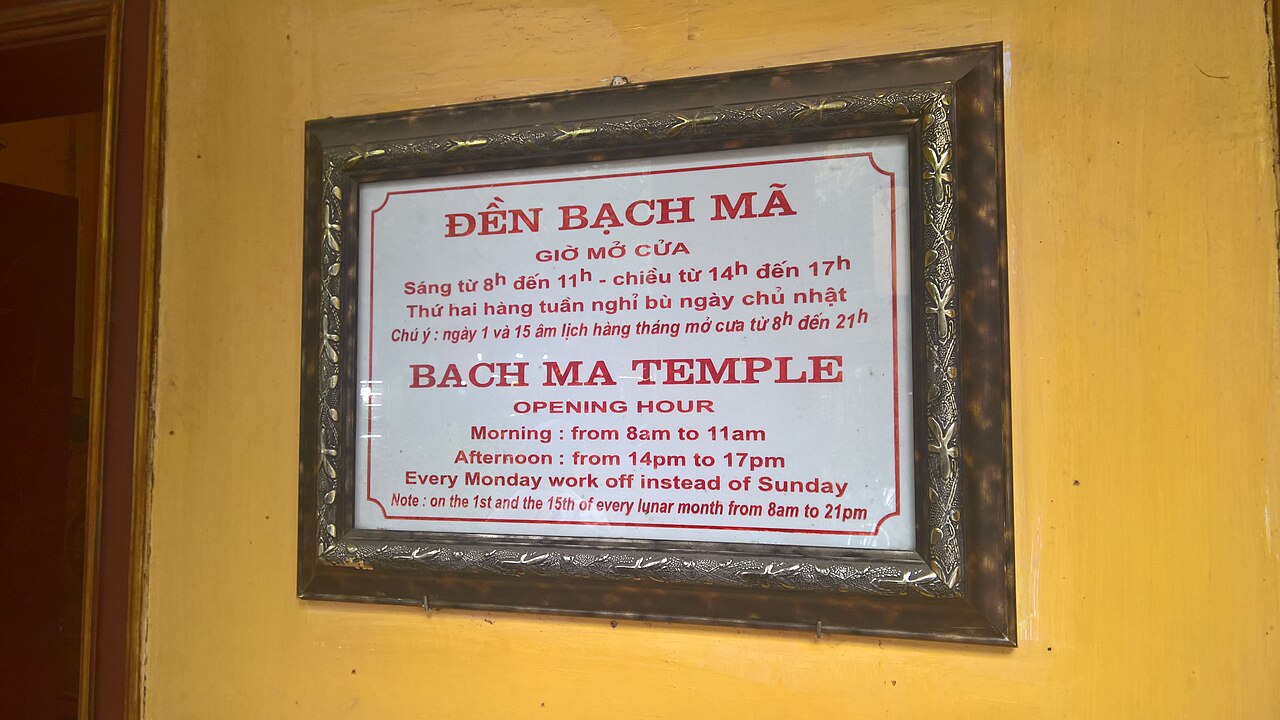 ĐỀN BẠCH MÃ
GIỜ MỞ CỬA
Sáng từ 8h đến 11h - chiều từ 14h đến 17h
Thứ hai hàng tuần nghỉ bù ngày chủ nhật
Chú ý : ngày 1 và 15 âm lịch hàng tháng mở cưa từ 8h đến 21h
BACH MA TEMPLE
OPENING HOUR
Morning : from 8am to 11am
Afternoon : from 14pm to 17pm
Every Monday work off instead of Sunday
Note : on the 1st and the 15th of every lunar month from 8am to 21pm